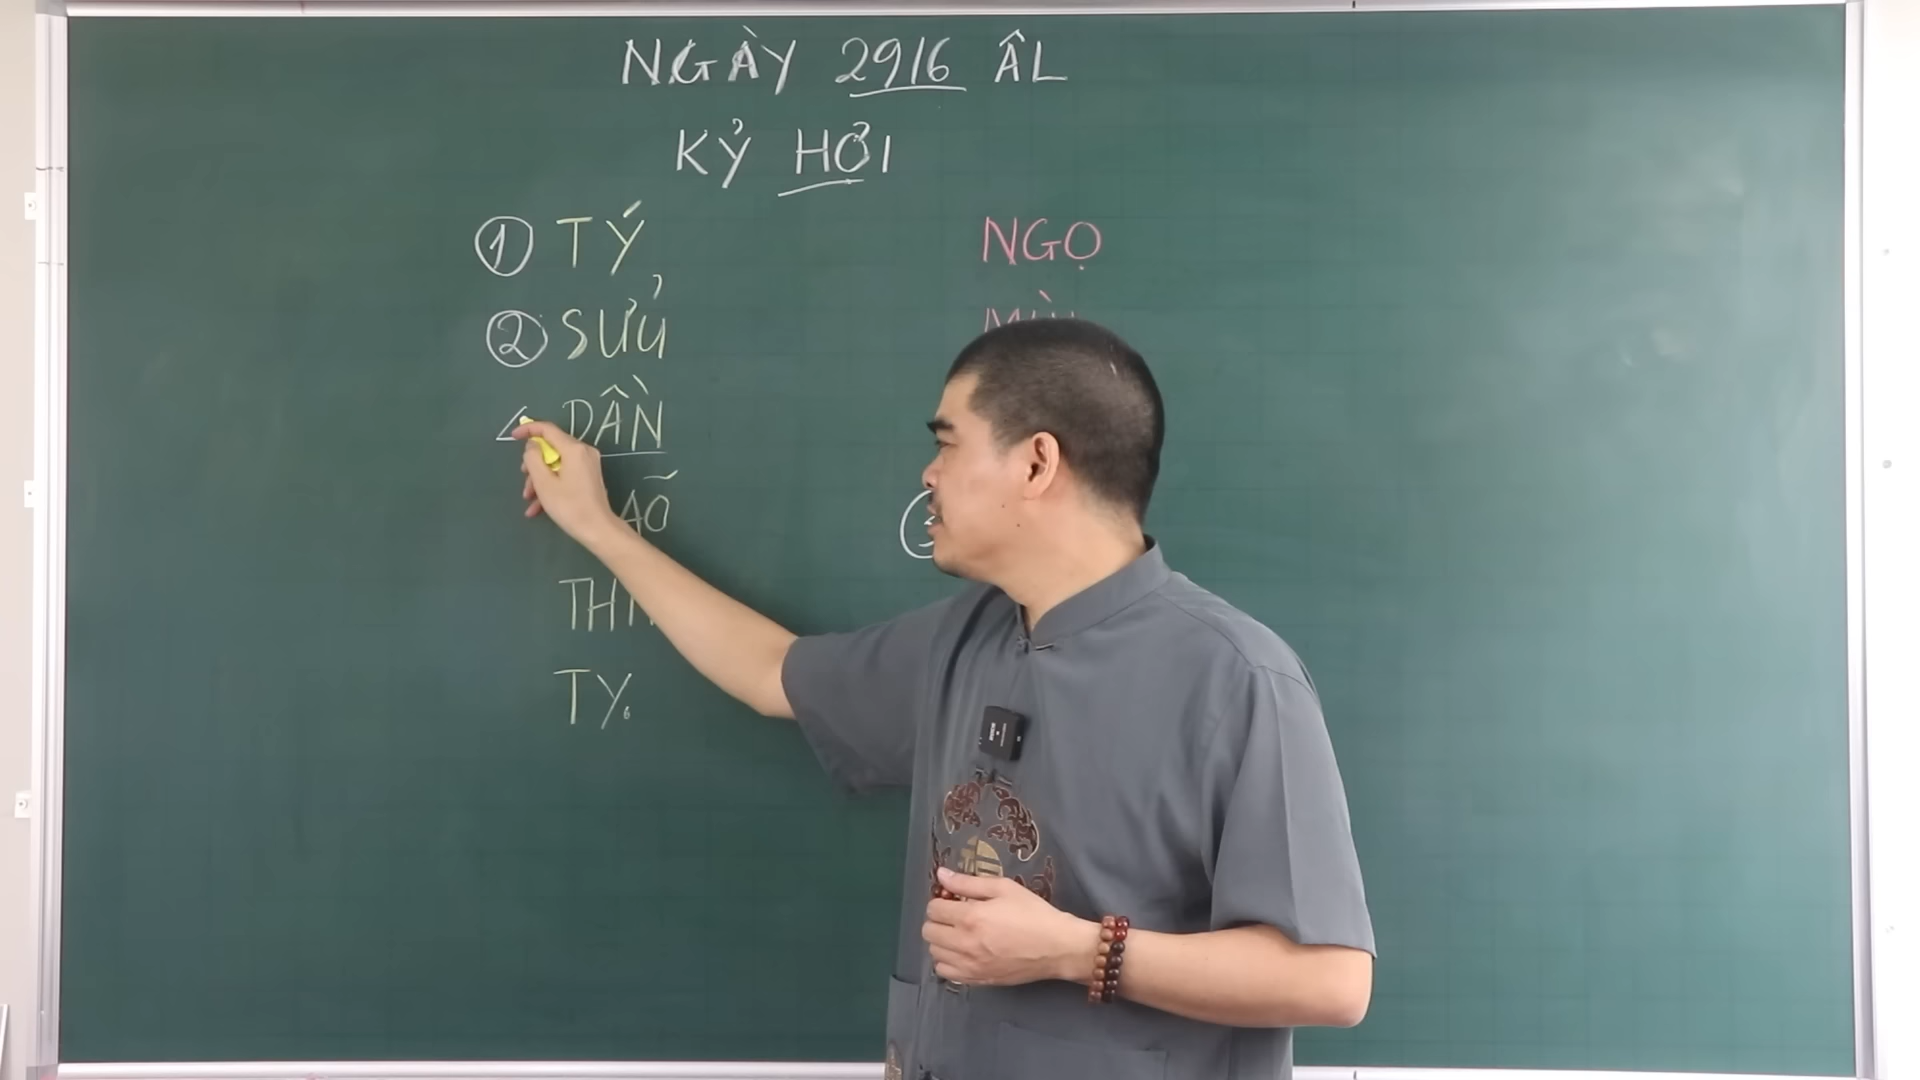 NGÀY 29/6 ÂL
KỶ HỢI
① TÝ
NGỌ
② SỬU
DẦN
TỴ